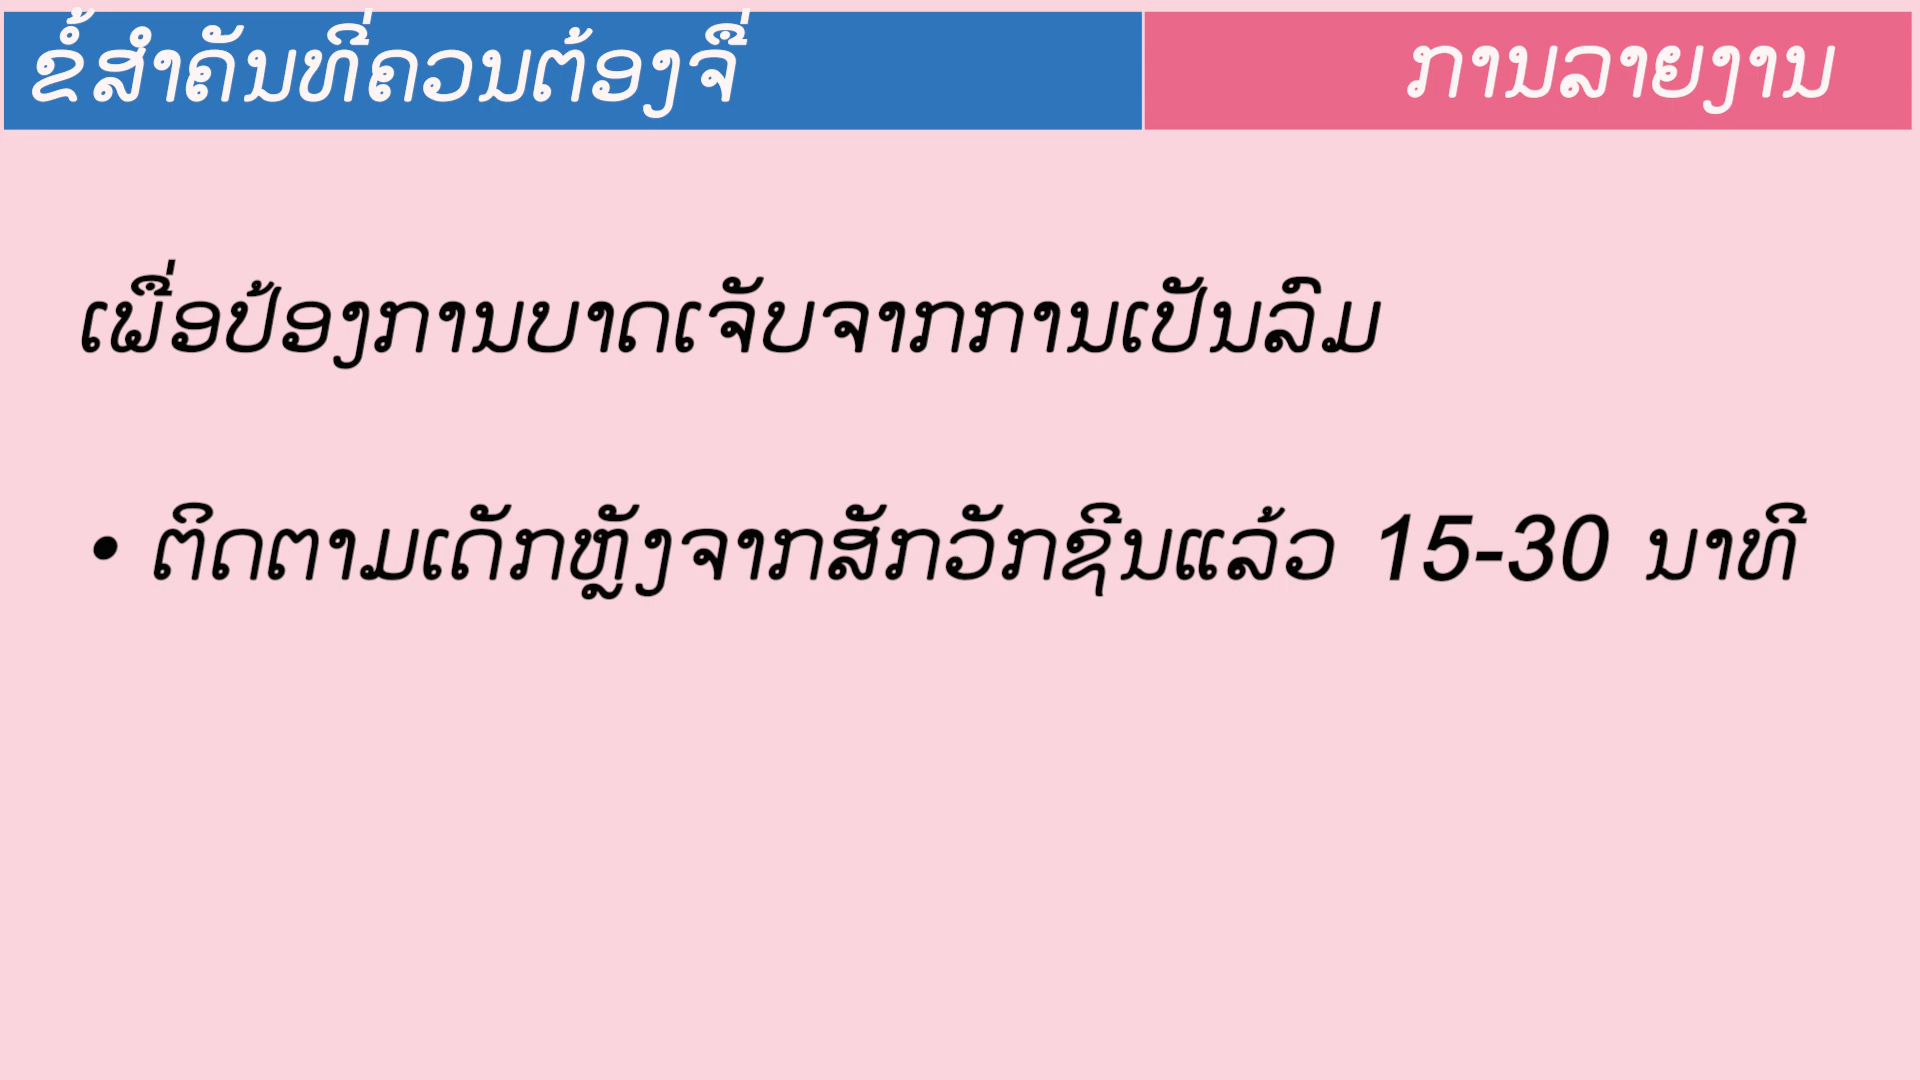 ຂໍ້ສຳຄັນທີ່ຄວນຕ້ອງຈື່
ການລາຍງານ
ເພື່ອປ້ອງການບາດເຈັບຈາກການເປັນລົມ
• ຕິດຕາມເດັກຫຼັງຈາກສັກວັກຊີນແລ້ວ 15-30 ນາທີ